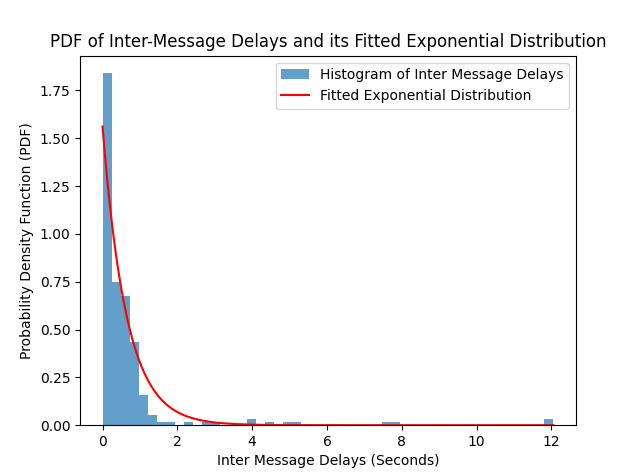 PDF of Inter-Message Delays and its Fitted Exponential Distribution
Histogram of Inter Message Delays
Fitted Exponential Distribution
Probability Density Function (PDF)
1.75
1.50
1.25
1.00
0.75
0.50
0.25
0.00
0 2 4 6 8 10 12
Inter Message Delays (Seconds)